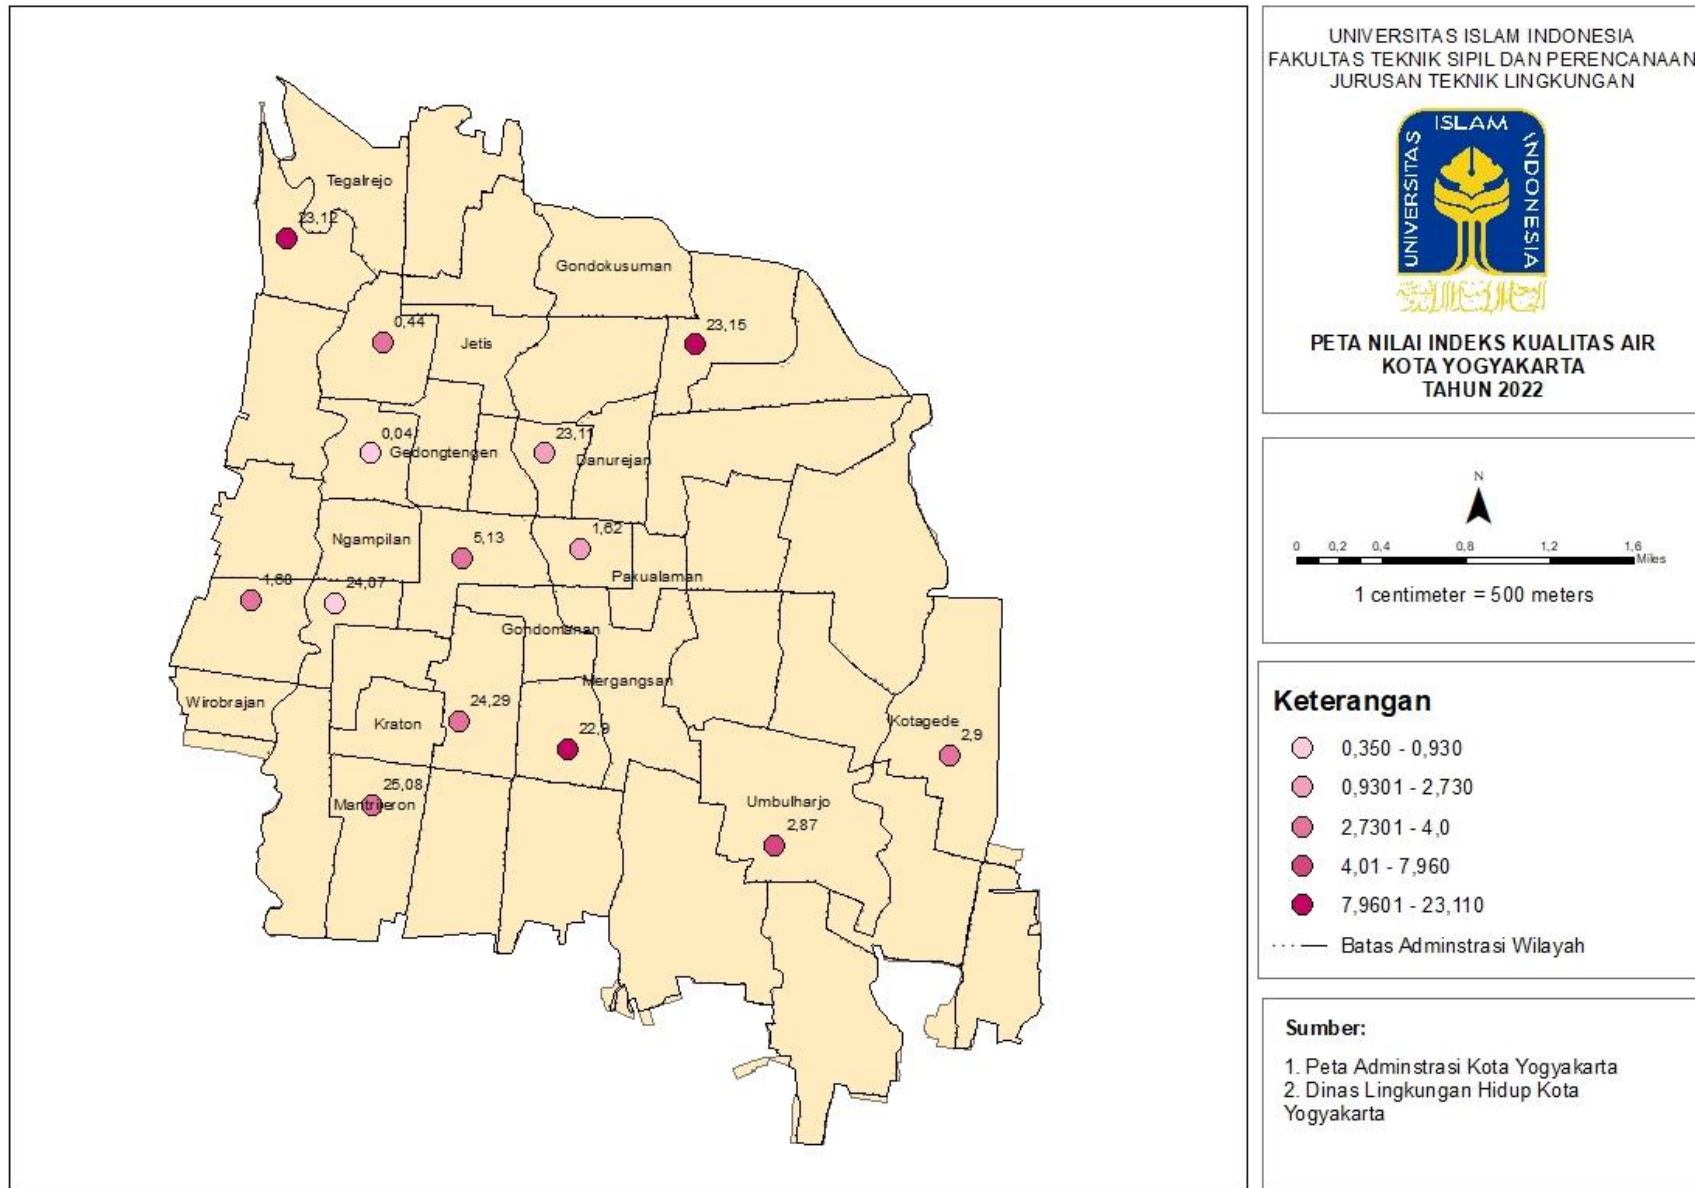 UNIVERSITAS ISLAM INDONESIA
FAKULTAS TEKNIK SIPIL DAN PERENCANAAN
JURUSAN TEKNIK LINGKUNGAN
UNIVERSITAS
ISLAM
INDONESIA
PETA NILAI INDEKS KUALITAS AIR
KOTA YOGYAKARTA
TAHUN 2022
N
0 0,2 0,4 0,8 1,2 1,6
Miles
1 centimeter = 500 meters
Keterangan
0,350 - 0,930
0,9301 - 2,730
2,7301 - 4,0
4,01 - 7,960
7,9601 - 23,110
Batas Adminstrasi Wilayah
Sumber:
1. Peta Adminstrasi Kota Yogyakarta
2. Dinas Lingkungan Hidup Kota
Yogyakarta
Tegalrejo
23,12
Gondokusuman
0,44
Jetis
23,15
0,04
Gedongtengen
23,11
Danurejan
Ngampilan
5,13
1,62
Pakualaman
1,68
24,07
Gondomanan
Mergangsan
Wirobrajan
Kraton
24,29
22,9
Kotagede
2,9
25,08
Mantrijeron
Umbulharjo
2,87